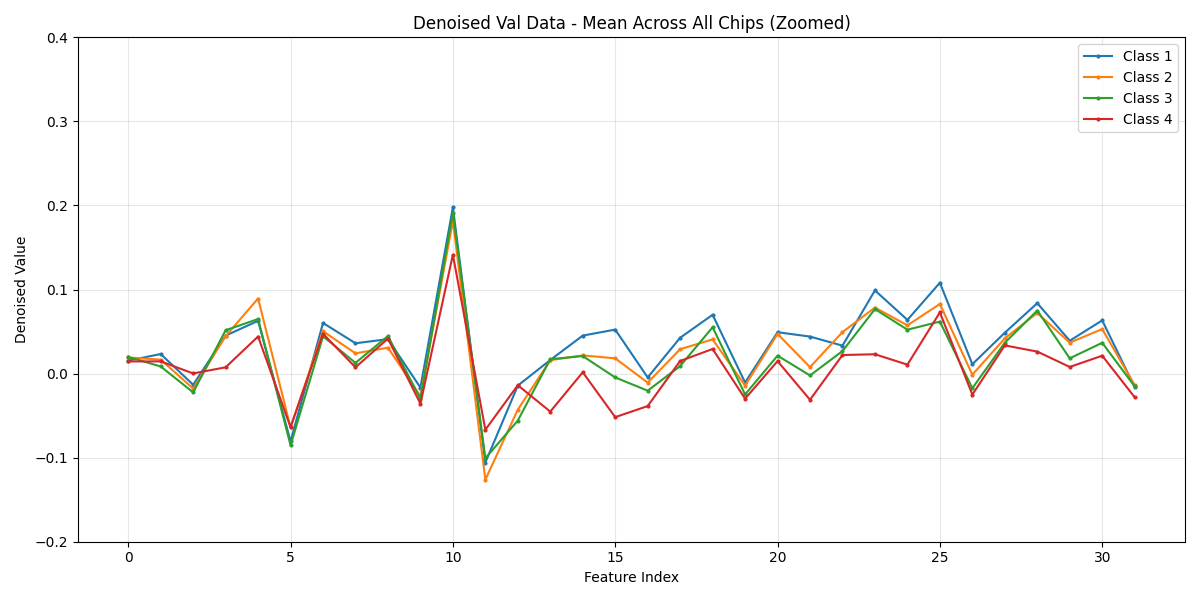 Denoised Val Data - Mean Across All Chips (Zoomed)
0.4
0.3
0.2
0.1
0.0
−0.1
−0.2
Denoised Value
Class 1
Class 2
Class 3
Class 4
0 5 10 15 20 25 30
Feature Index